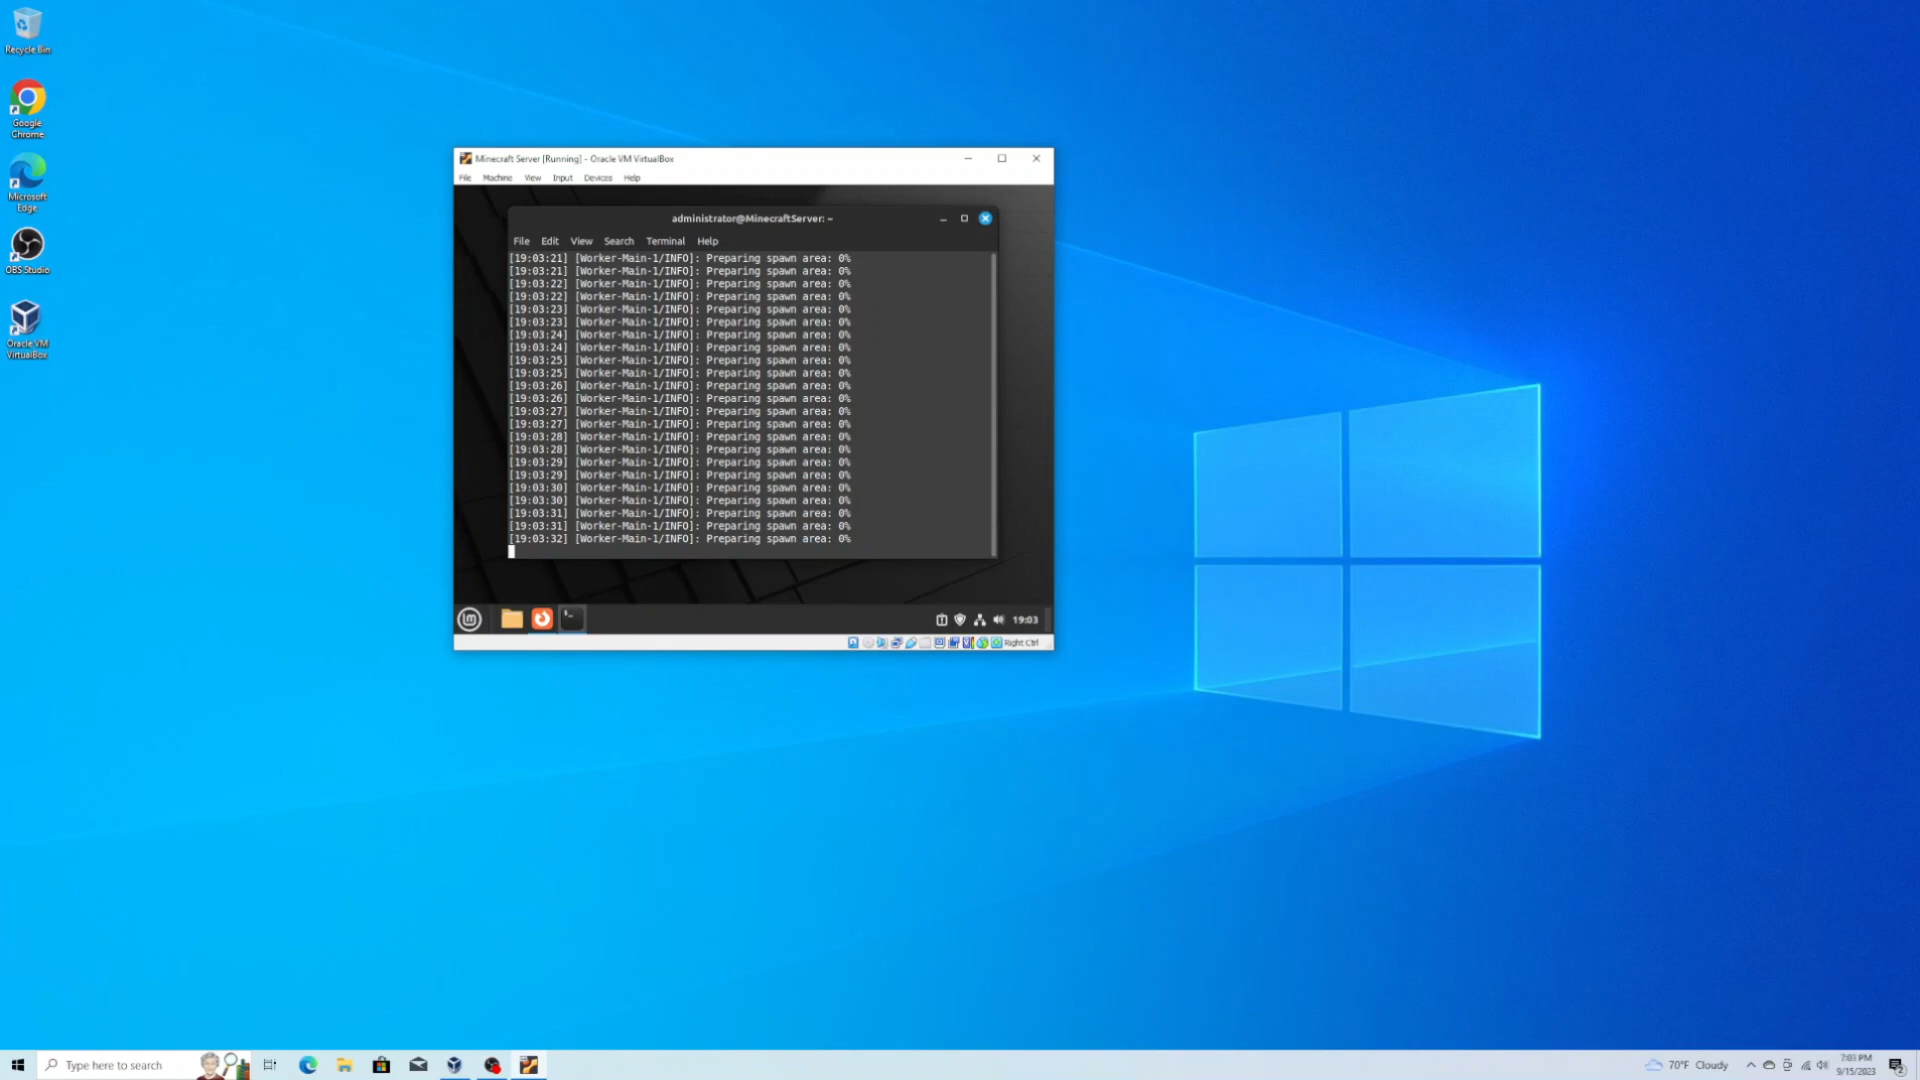 Recycle Bin
Google
Chrome
Microsoft
Edge
OBS Studio
Oracle VM
VirtualBox
Minecraft Server [Running] - Oracle VM VirtualBox
File Machine View Input Devices Help
administrator@MinecraftServer: ~
File Edit View Search Terminal Help
[19:03:21] [Worker-Main-1/INFO]: Preparing spawn area: 0%
[19:03:21] [Worker-Main-1/INFO]: Preparing spawn area: 0%
[19:03:22] [Worker-Main-1/INFO]: Preparing spawn area: 0%
[19:03:22] [Worker-Main-1/INFO]: Preparing spawn area: 0%
[19:03:23] [Worker-Main-1/INFO]: Preparing spawn area: 0%
[19:03:23] [Worker-Main-1/INFO]: Preparing spawn area: 0%
[19:03:24] [Worker-Main-1/INFO]: Preparing spawn area: 0%
[19:03:24] [Worker-Main-1/INFO]: Preparing spawn area: 0%
[19:03:25] [Worker-Main-1/INFO]: Preparing spawn area: 0%
[19:03:25] [Worker-Main-1/INFO]: Preparing spawn area: 0%
[19:03:26] [Worker-Main-1/INFO]: Preparing spawn area: 0%
[19:03:26] [Worker-Main-1/INFO]: Preparing spawn area: 0%
[19:03:27] [Worker-Main-1/INFO]: Preparing spawn area: 0%
[19:03:27] [Worker-Main-1/INFO]: Preparing spawn area: 0%
[19:03:28] [Worker-Main-1/INFO]: Preparing spawn area: 0%
[19:03:28] [Worker-Main-1/INFO]: Preparing spawn area: 0%
[19:03:29] [Worker-Main-1/INFO]: Preparing spawn area: 0%
[19:03:29] [Worker-Main-1/INFO]: Preparing spawn area: 0%
[19:03:30] [Worker-Main-1/INFO]: Preparing spawn area: 0%
[19:03:30] [Worker-Main-1/INFO]: Preparing spawn area: 0%
[19:03:31] [Worker-Main-1/INFO]: Preparing spawn area: 0%
[19:03:31] [Worker-Main-1/INFO]: Preparing spawn area: 0%
[19:03:32] [Worker-Main-1/INFO]: Preparing spawn area: 0%
19:03
Right Ctrl
Type here to search
70°F Cloudy
7:03 PM
9/15/2023
2